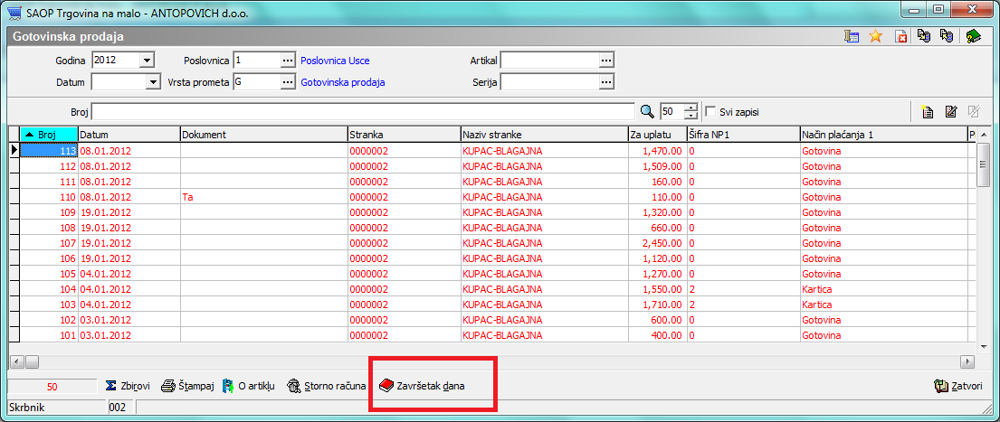 SAOP Trgovina na malo - ANTOPOVICH d.o.o.
Gotovinska prodaja
Godina 2012 Poslovnica 1 ... Poslovnica Usce Artikal ...
Datum Vrsta prometa G ... Gotovinska prodaja Serija ...
Broj 50 Svi zapisi
Broj Datum Dokument Stranka Naziv stranke Za uplatu Šifra NP1 Način plaćanja 1 P
113 08.01.2012 0000002 KUPAC-BLAGAJNA 1,470.00 0 Gotovina
112 08.01.2012 0000002 KUPAC-BLAGAJNA 1,509.00 0 Gotovina
111 08.01.2012 0000002 KUPAC-BLAGAJNA 160.00 0 Gotovina
110 08.01.2012 Ta 0000002 KUPAC-BLAGAJNA 110.00 0 Gotovina
109 19.01.2012 0000002 KUPAC-BLAGAJNA 1,320.00 0 Gotovina
108 19.01.2012 0000002 KUPAC-BLAGAJNA 660.00 0 Gotovina
107 19.01.2012 0000002 KUPAC-BLAGAJNA 2,450.00 0 Gotovina
106 19.01.2012 0000002 KUPAC-BLAGAJNA 1,120.00 0 Gotovina
105 04.01.2012 0000002 KUPAC-BLAGAJNA 1,270.00 0 Gotovina
104 04.01.2012 0000002 KUPAC-BLAGAJNA 1,550.00 2 Kartica
103 04.01.2012 0000002 KUPAC-BLAGAJNA 1,710.00 2 Kartica
102 03.01.2012 0000002 KUPAC-BLAGAJNA 600.00 0 Gotovina
101 03.01.2012 0000002 KUPAC-BLAGAJNA 400.00 0 Gotovina
50 Zbirovi Štampaj O artiklu Storno računa Završetak dana Zatvori
Skrbnik 002